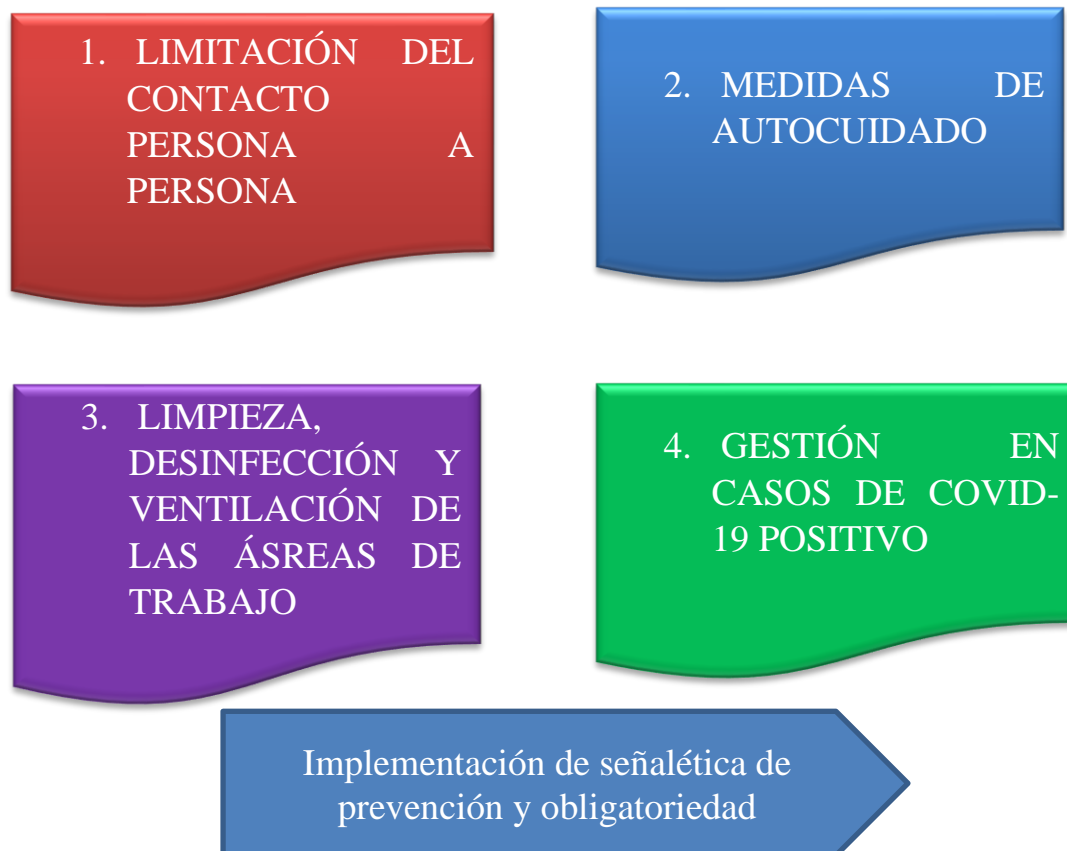 1. LIMITACIÓN DEL
CONTACTO
PERSONA A
PERSONA
2. MEDIDAS DE
AUTOCUIDADO
3. LIMPIEZA,
DESINFECCIÓN Y
VENTILACIÓN DE
LAS ÁSREAS DE
TRABAJO
4. GESTIÓN EN
CASOS DE COVID-
19 POSITIVO
Implementación de señalética de
prevención y obligatoriedad